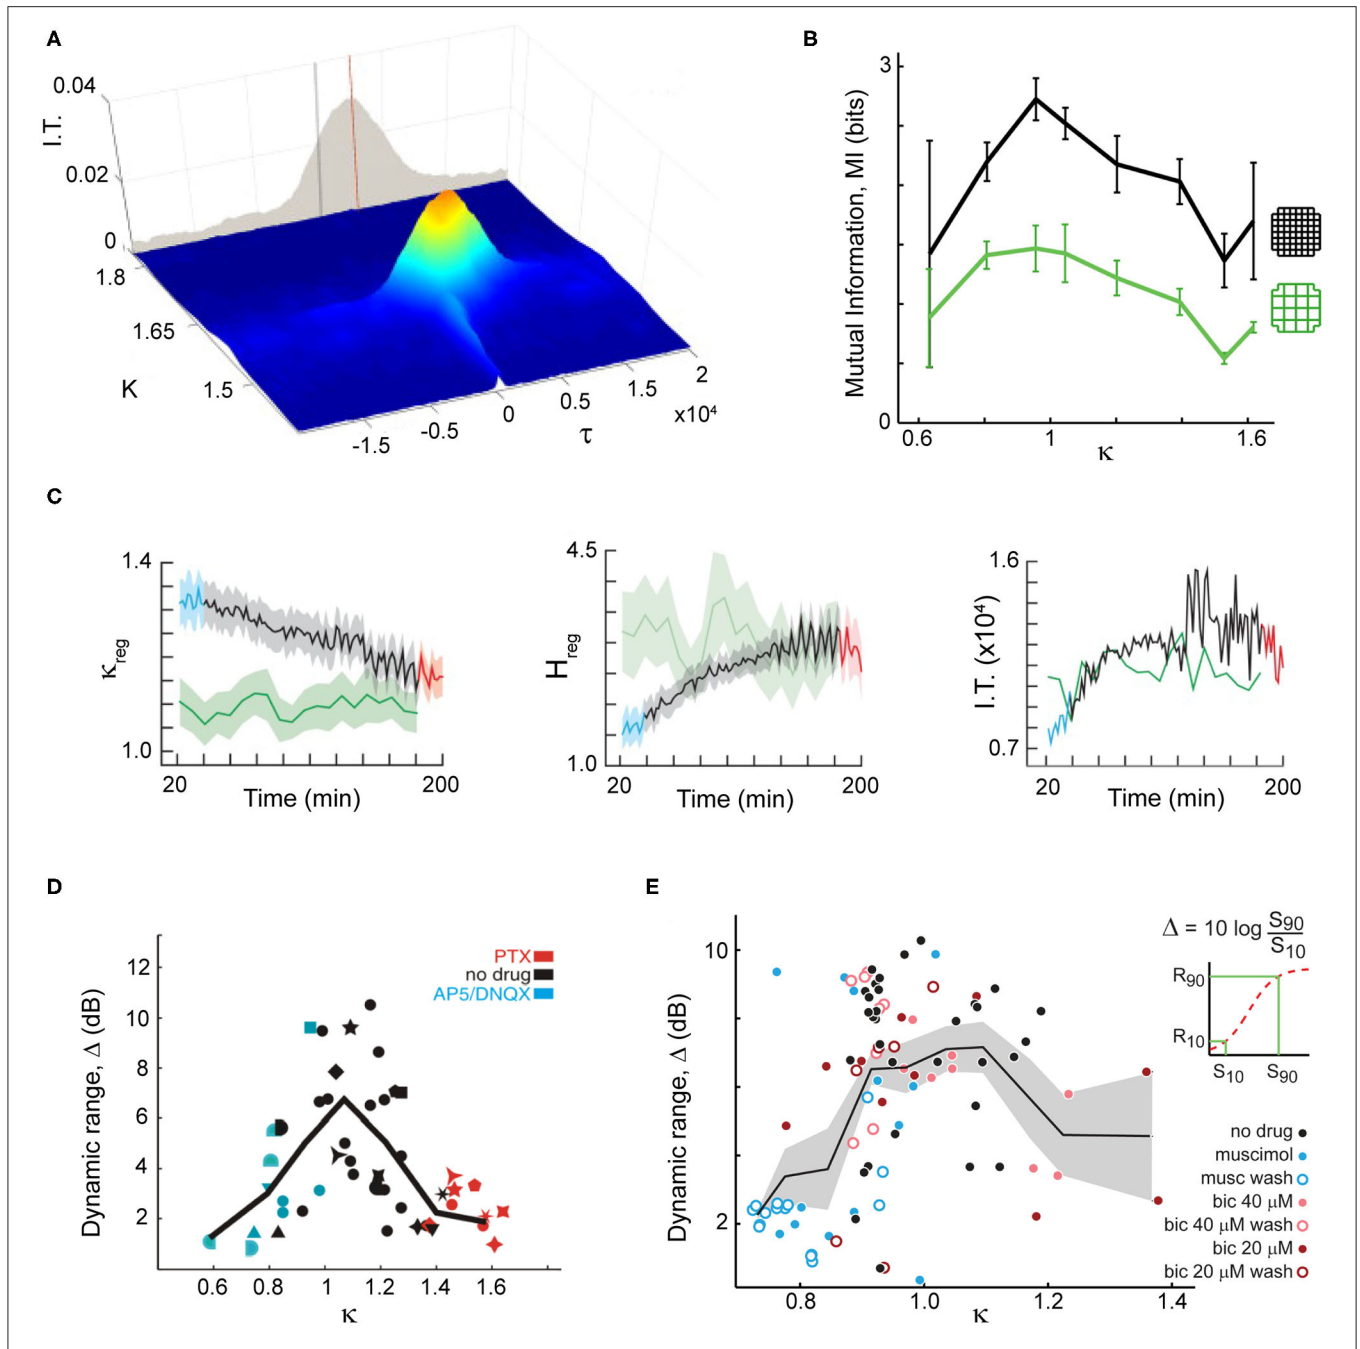 A
0.04
I.T.
0.02
0
1.8
1.65
K
1.5
-1.5
-0.5
0
0.5
1.5
2
x10⁴
τ
B
3
Mutual Information, MI (bits)
0
0.6
1
1.6
κ
C
1.4
κreg
1.0
20
200
Time (min)
4.5
Hreg
1.0
20
200
Time (min)
1.6
I.T. (x10⁴)
0.7
20
200
Time (min)
D
12
10
8
6
4
2
Dynamic range, Δ (dB)
PTX
no drug
AP5/DNQX
0.6
0.8
1
1.2
1.4
1.6
κ
E
10
2
Dynamic range, Δ (dB)
0.8
1.0
1.2
1.4
κ
Δ = 10 log S90/S10
R90
R10
S10
S90
no drug
muscimol
musc wash
bic 40 μM
bic 40 μM wash
bic 20 μM
bic 20 μM wash